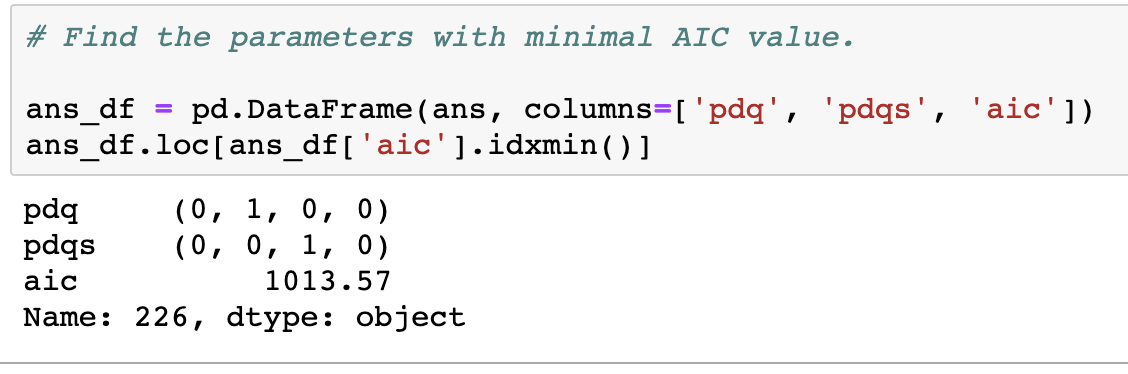 # Find the parameters with minimal AIC value.
ans_df = pd.DataFrame(ans, columns=['pdq', 'pdqs', 'aic'])
ans_df.loc[ans_df['aic'].idxmin()]
pdq     (0, 1, 0, 0)
pdqs    (0, 0, 1, 0)
aic          1013.57
Name: 226, dtype: object